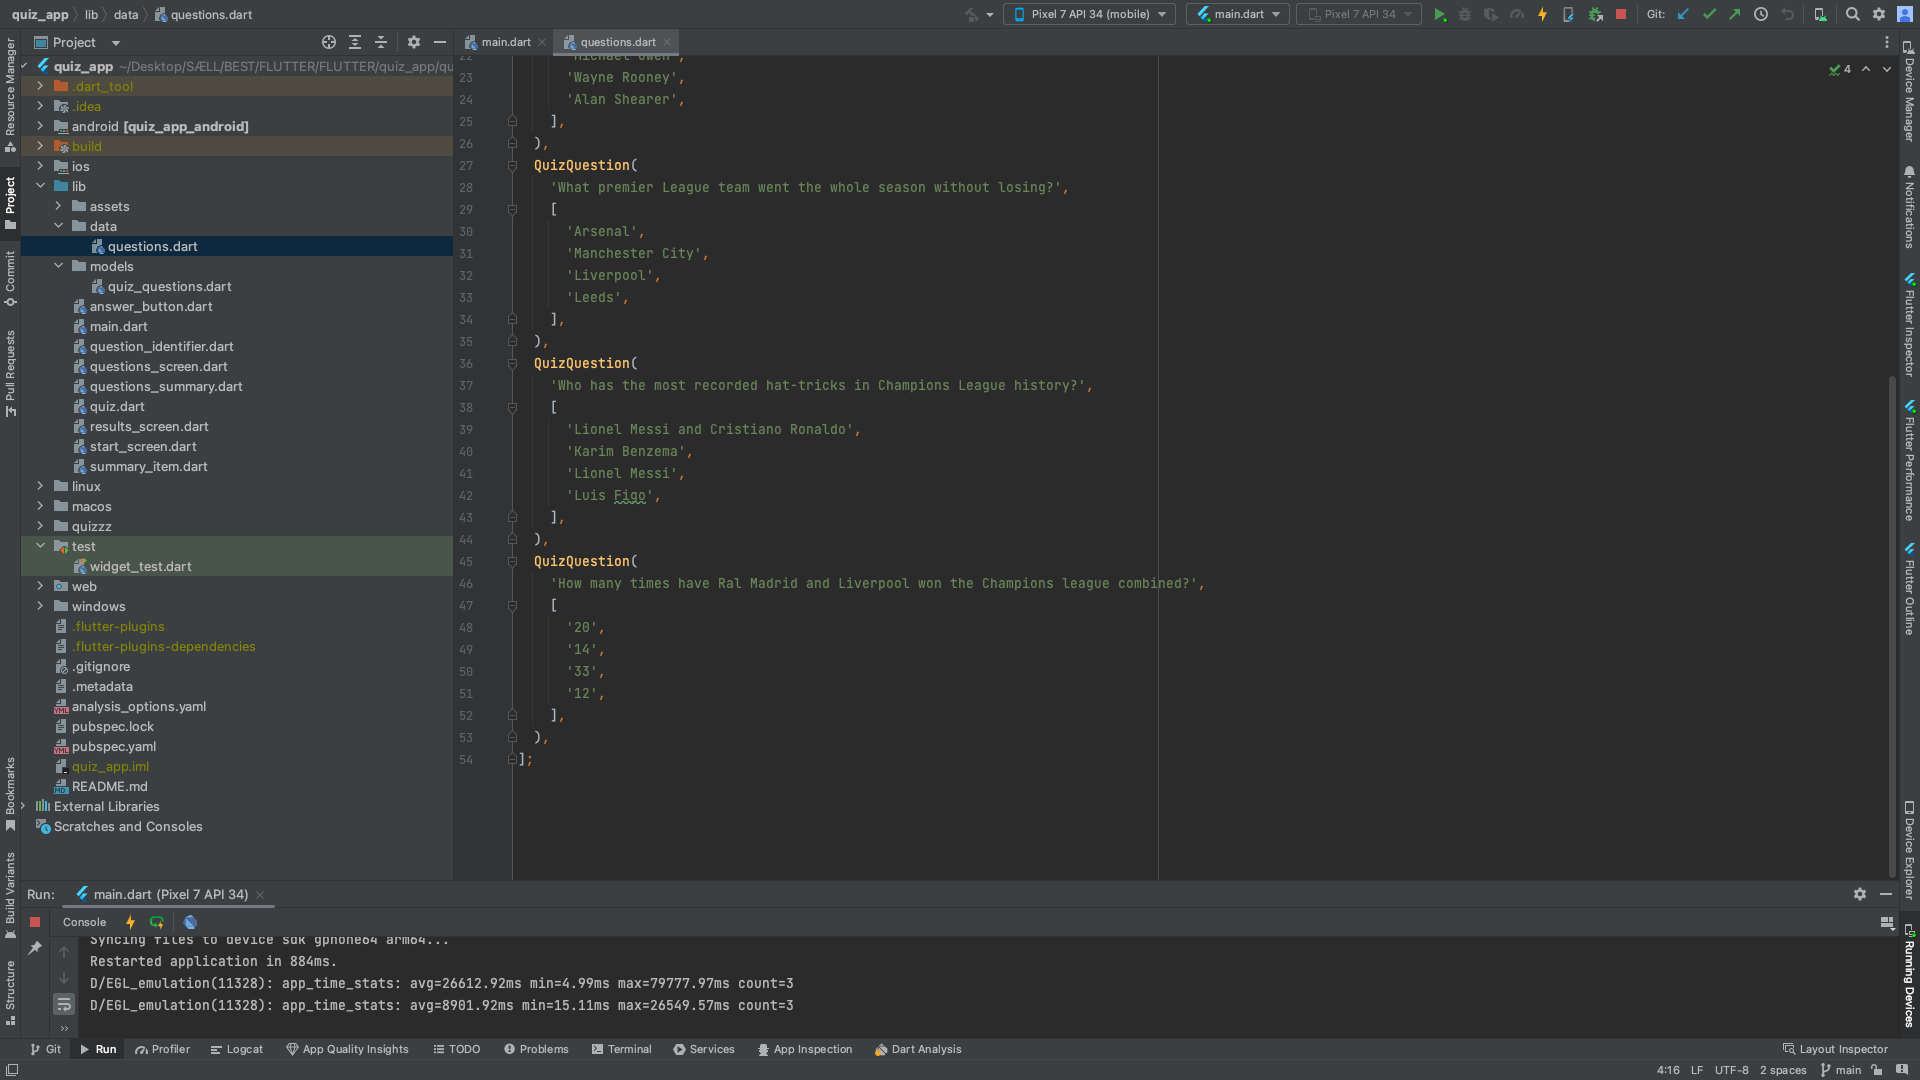 quiz_app lib data questions.dart
Pixel 7 API 34 (mobile) main.dart Pixel 7 API 34 Git:
Project
main.dart questions.dart
quiz_app ~/Desktop/SÆLL/BEST/FLUTTER/FLUTTER/quiz_app/qu
.dart_tool
.idea
android [quiz_app_android]
build
ios
lib
assets
data
questions.dart
models
quiz_questions.dart
answer_button.dart
main.dart
question_identifier.dart
questions_screen.dart
questions_summary.dart
quiz.dart
results_screen.dart
start_screen.dart
summary_item.dart
linux
macos
quizzz
test
widget_test.dart
web
windows
.flutter-plugins
.flutter-plugins-dependencies
.gitignore
.metadata
analysis_options.yaml
pubspec.lock
pubspec.yaml
quiz_app.iml
README.md
External Libraries
Scratches and Consoles
Resource Manager
Project
Commit
Pull Requests
Bookmarks
Build Variants
Structure
4
22 'Michael Owen',
23 'Wayne Rooney',
24 'Alan Shearer',
25 ],
26 ),
27 QuizQuestion(
28 'What premier League team went the whole season without losing?',
29 [
30 'Arsenal',
31 'Manchester City',
32 'Liverpool',
33 'Leeds',
34 ],
35 ),
36 QuizQuestion(
37 'Who has the most recorded hat-tricks in Champions League history?',
38 [
39 'Lionel Messi and Cristiano Ronaldo',
40 'Karim Benzema',
41 'Lionel Messi',
42 'Luis Figo',
43 ],
44 ),
45 QuizQuestion(
46 'How many times have Ral Madrid and Liverpool won the Champions league combined?',
47 [
48 '20',
49 '14',
50 '33',
51 '12',
52 ],
53 ),
54 ];
Device Manager
Notifications
Flutter Inspector
Flutter Performance
Flutter Outline
Device Explorer
Running Devices
Run: main.dart (Pixel 7 API 34)
Console
Syncing files to device sdk gphone64 arm64...
Restarted application in 884ms.
D/EGL_emulation(11328): app_time_stats: avg=26612.92ms min=4.99ms max=79777.97ms count=3
D/EGL_emulation(11328): app_time_stats: avg=8901.92ms min=15.11ms max=26549.57ms count=3
Git Run Profiler Logcat App Quality Insights TODO Problems Terminal Services App Inspection Dart Analysis Layout Inspector
4:16 LF UTF-8 2 spaces main